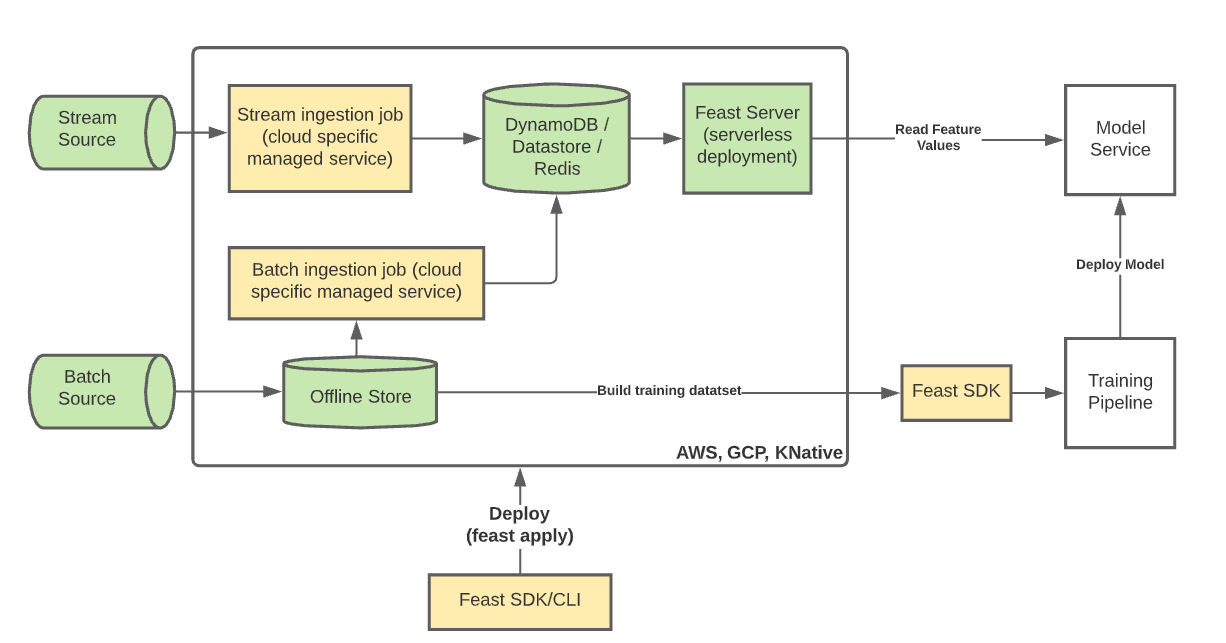 Stream
Source
Stream ingestion job
(cloud specific
managed service)
DynamoDB /
Datastore /
Redis
Feast Server
(serverless
deployment)
Read Feature
Values
Model
Service
Batch ingestion job (cloud
specific managed service)
Deploy Model
Batch
Source
Offline Store
Build training datatset
Feast SDK
Training
Pipeline
AWS, GCP, KNative
Deploy
(feast apply)
Feast SDK/CLI